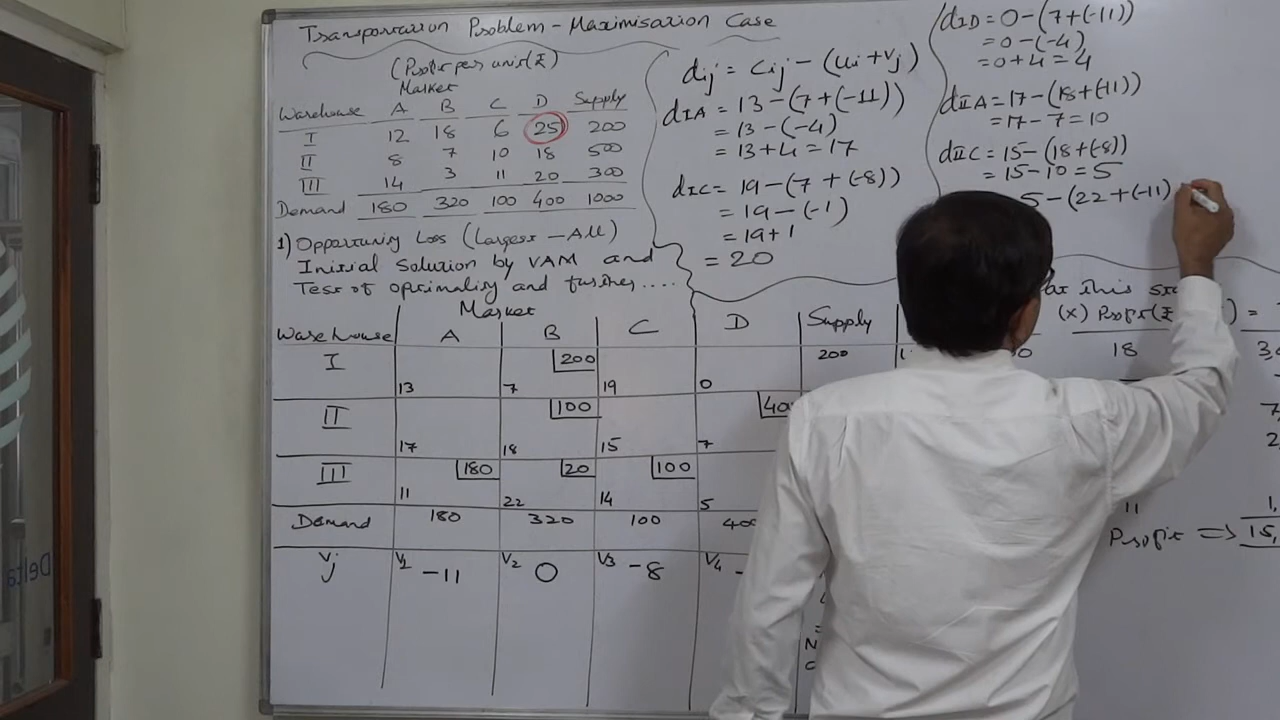 Transportation Problem - Maximisation Case
(Profit per unit (₹)
Market
Warehouse A B C D Supply
I 12 18 6 25 200
II 8 7 10 18 500
III 14 3 11 20 300
Demand 180 320 100 400 1000
1) Opportunity Loss (Largest - All)
Initial Solution by VAM and
Test of optimality and further....
dij = Cij - (ui + vj)
dIA = 13 - (7 + (-11))
= 13 - (-4)
= 13 + 4 = 17
dIC = 19 - (7 + (-8))
= 19 - (-1)
= 19 + 1
= 20
dID = 0 - (7 + (-11))
= 0 - (-4)
= 0 + 4 = 4
dIIA = 17 - (18 + (-11))
= 17 - 7 = 10
dIIC = 15 - (18 + (-8))
= 15 - 10 = 5
5 - (22 + (-11)
Market
Warehouse A B C D Supply
I 200 200
13 7 19 0
II 100 40
17 18 15 7
III 180 20 100
11 22 14 5
Demand 180 320 100 400
Vj V1 -11 V2 0 V3 -8 V4 -
at this
(x) Profit (₹ ) =
18
11
Profit ⇒ 15,
Delta